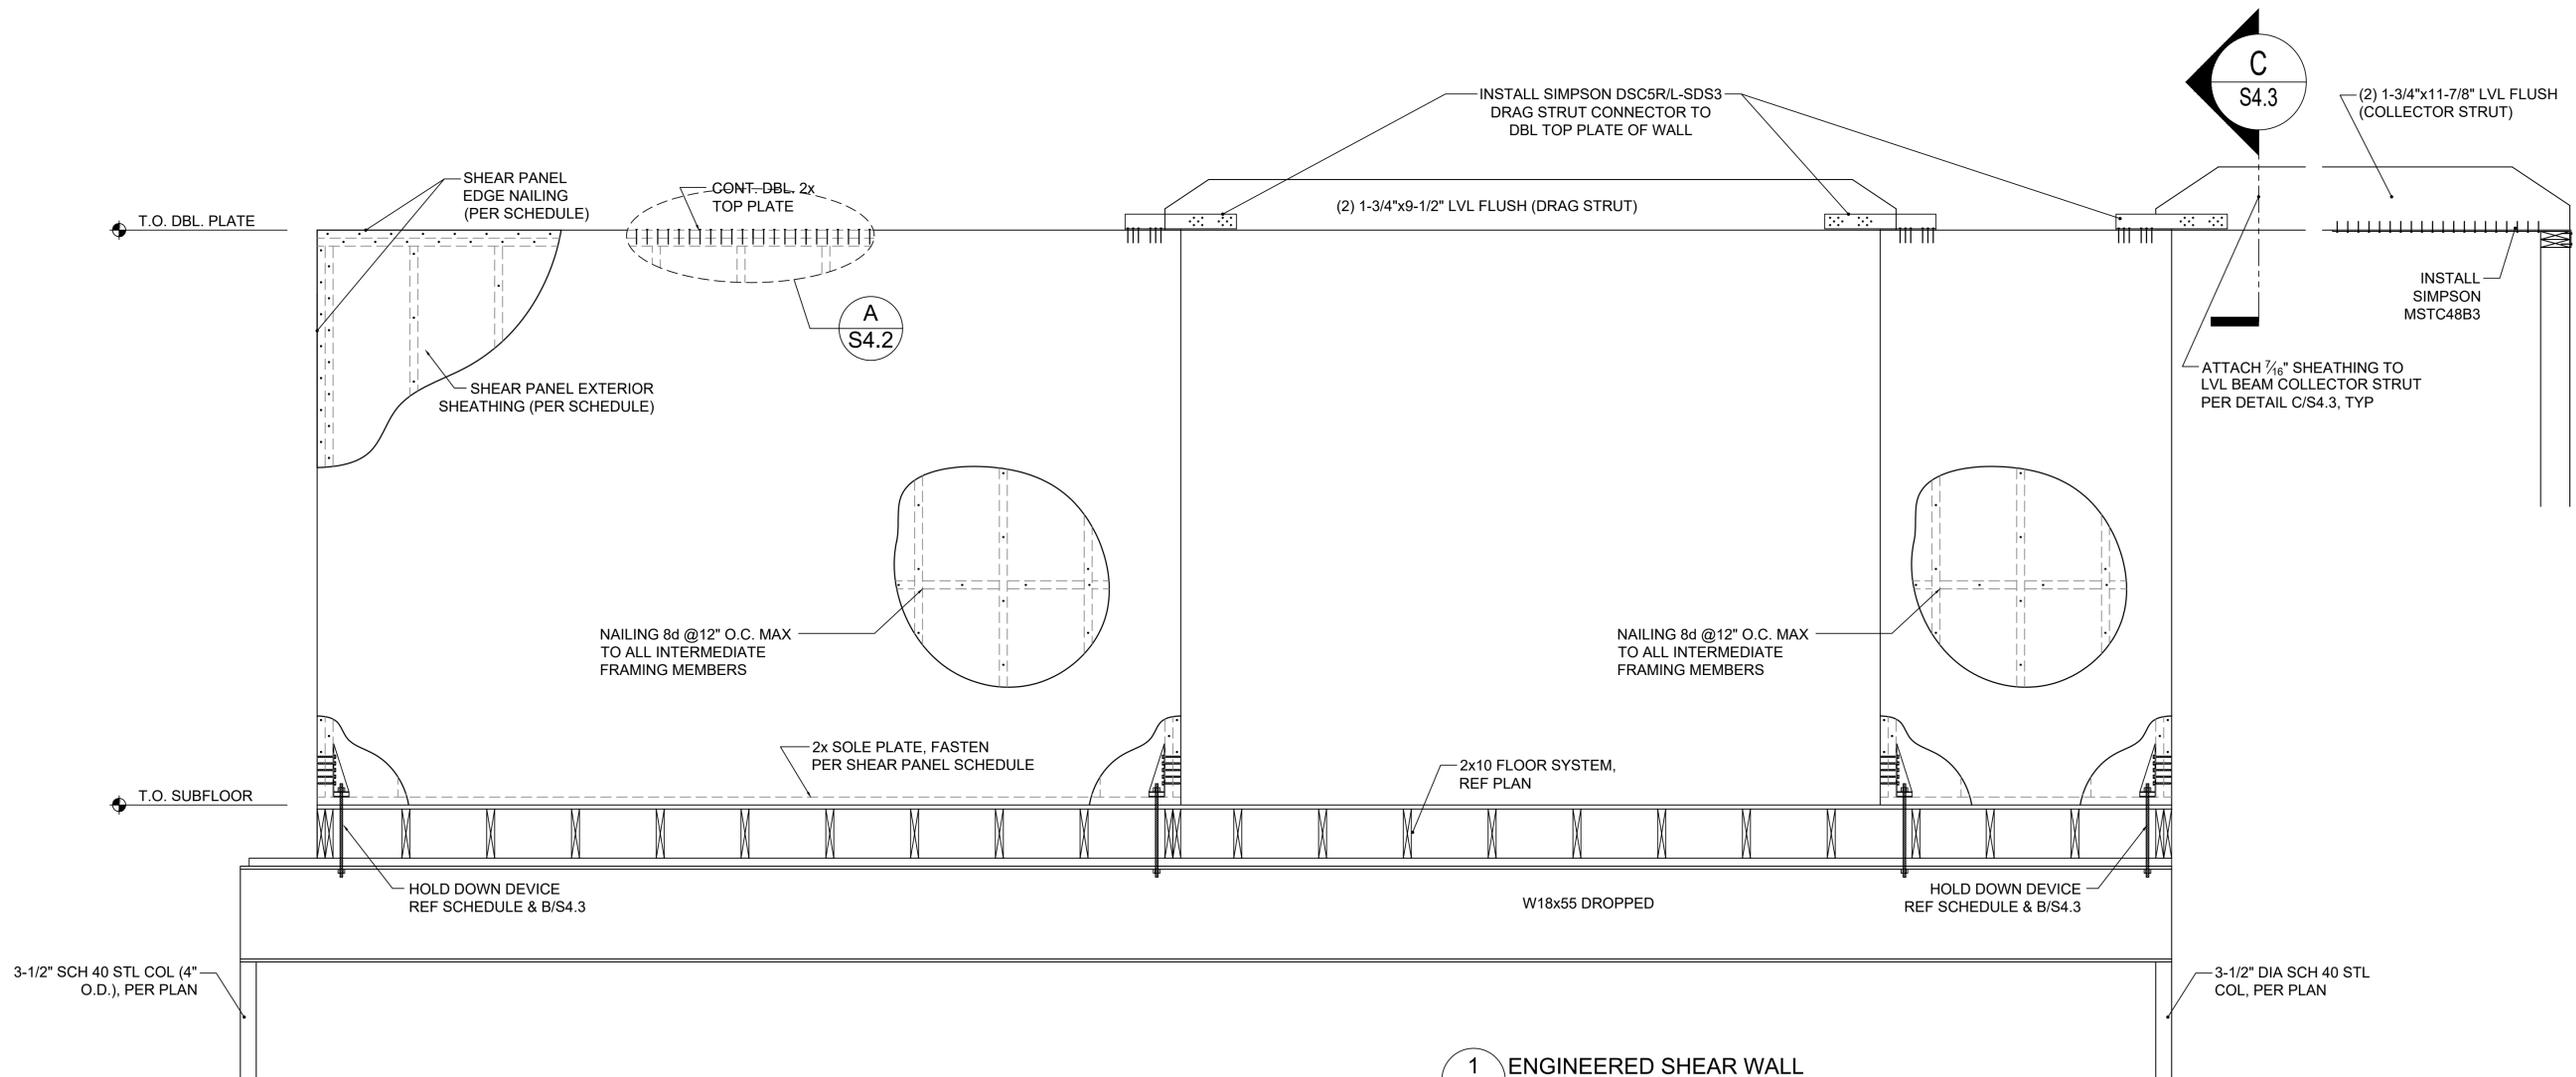 C
S4.3
INSTALL SIMPSON DSC5R/L-SDS3
DRAG STRUT CONNECTOR TO
DBL TOP PLATE OF WALL
(2) 1-3/4"x11-7/8" LVL FLUSH
(COLLECTOR STRUT)
SHEAR PANEL
EDGE NAILING
(PER SCHEDULE)
CONT. DBL. 2x
TOP PLATE
(2) 1-3/4"x9-1/2" LVL FLUSH (DRAG STRUT)
T.O. DBL. PLATE
INSTALL
SIMPSON
MSTC48B3
A
S4.2
SHEAR PANEL EXTERIOR
SHEATHING (PER SCHEDULE)
ATTACH 7/16" SHEATHING TO
LVL BEAM COLLECTOR STRUT
PER DETAIL C/S4.3, TYP
NAILING 8d @12" O.C. MAX
TO ALL INTERMEDIATE
FRAMING MEMBERS
NAILING 8d @12" O.C. MAX
TO ALL INTERMEDIATE
FRAMING MEMBERS
2x SOLE PLATE, FASTEN
PER SHEAR PANEL SCHEDULE
2x10 FLOOR SYSTEM,
REF PLAN
T.O. SUBFLOOR
HOLD DOWN DEVICE
REF SCHEDULE & B/S4.3
W18x55 DROPPED
HOLD DOWN DEVICE
REF SCHEDULE & B/S4.3
3-1/2" SCH 40 STL COL (4"
O.D.), PER PLAN
3-1/2" DIA SCH 40 STL
COL, PER PLAN
1
ENGINEERED SHEAR WALL